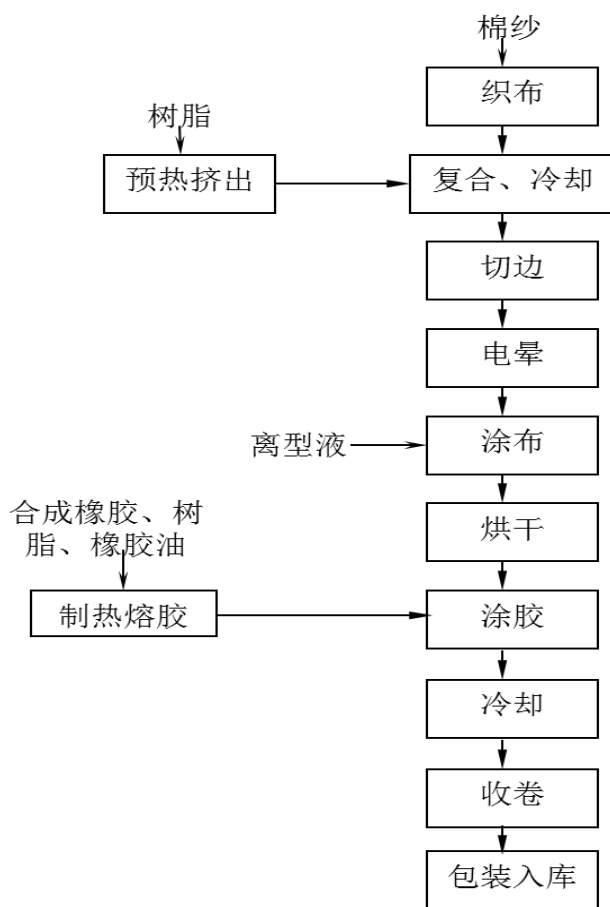 棉纱
织布
树脂
预热挤出
复合、冷却
切边
电晕
离型液
涂布
合成橡胶、树
脂、橡胶油
烘干
制热熔胶
涂胶
冷却
收卷
包装入库